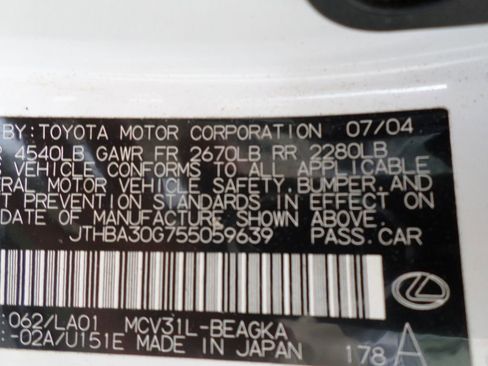 BY: TOYOTA MOTOR CORPORATION 07/04
4540LB GAWR FR 2670LB RR 2280LB
VEHICLE CONFORMS TO ALL APPLICABLE
RAL MOTOR VEHICLE SAFETY, BUMPER, AND
T PREVENTION STANDARDS IN EFFECT ON
DATE OF MANUFACTURE SHOWN ABOVE.
JTHBA30G755059639 PASS.CAR
062/LA01 MCV31L-BEAGKA
-02A/U151E MADE IN JAPAN 178 A